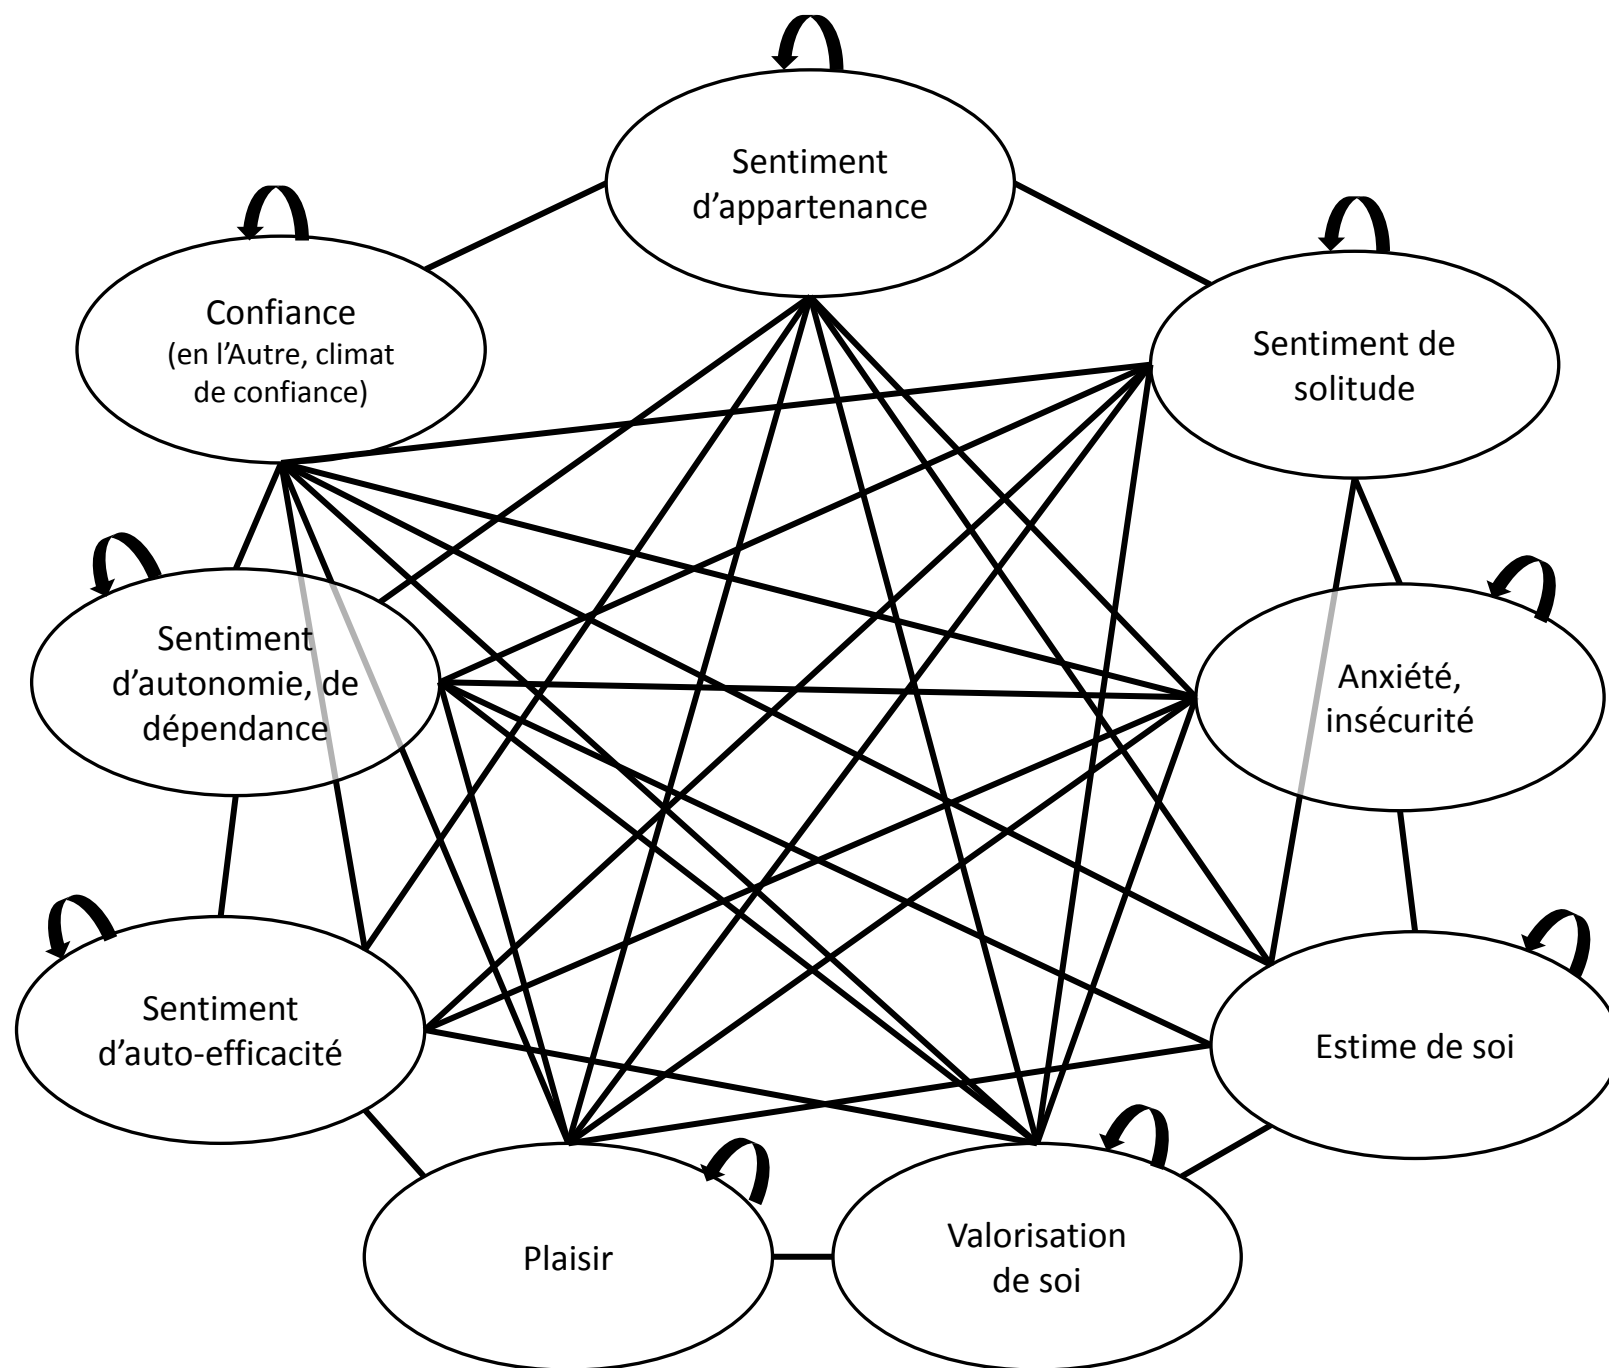 Sentiment
d’appartenance
Confiance
(en l’Autre, climat
de confiance)
Sentiment de
solitude
Sentiment
d’autonomie, de
dépendance
Anxiété,
insécurité
Sentiment
d’auto-efficacité
Estime de soi
Plaisir
Valorisation
de soi